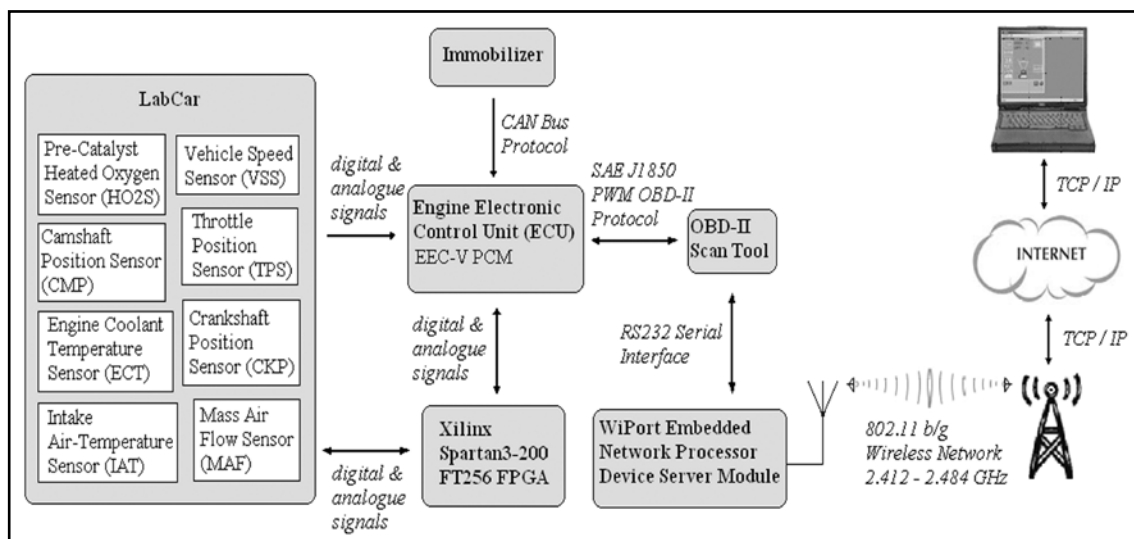 LabCar
Pre-Catalyst
Heated Oxygen
Sensor (HO2S)
Vehicle Speed
Sensor (VSS)
Camshaft
Position Sensor
(CMP)
Throttle
Position
Sensor (TPS)
Engine Coolant
Temperature
Sensor (ECT)
Crankshaft
Position
Sensor (CKP)
Intake
Air-Temperature
Sensor (IAT)
Mass Air
Flow Sensor
(MAF)
digital &
analogue
signals
Immobilizer
CAN Bus
Protocol
Engine Electronic
Control Unit (ECU)
EEC-V PCM
SAE J1850
PWM OBD-II
Protocol
OBD-II
Scan Tool
digital &
analogue
signals
RS232 Serial
Interface
digital &
analogue
signals
Xilinx
Spartan3-200
FT256 FPGA
WiPort Embedded
Network Processor
Device Server Module
802.11 b/g
Wireless Network
2.412 - 2.484 GHz
TCP / IP
INTERNET
TCP / IP